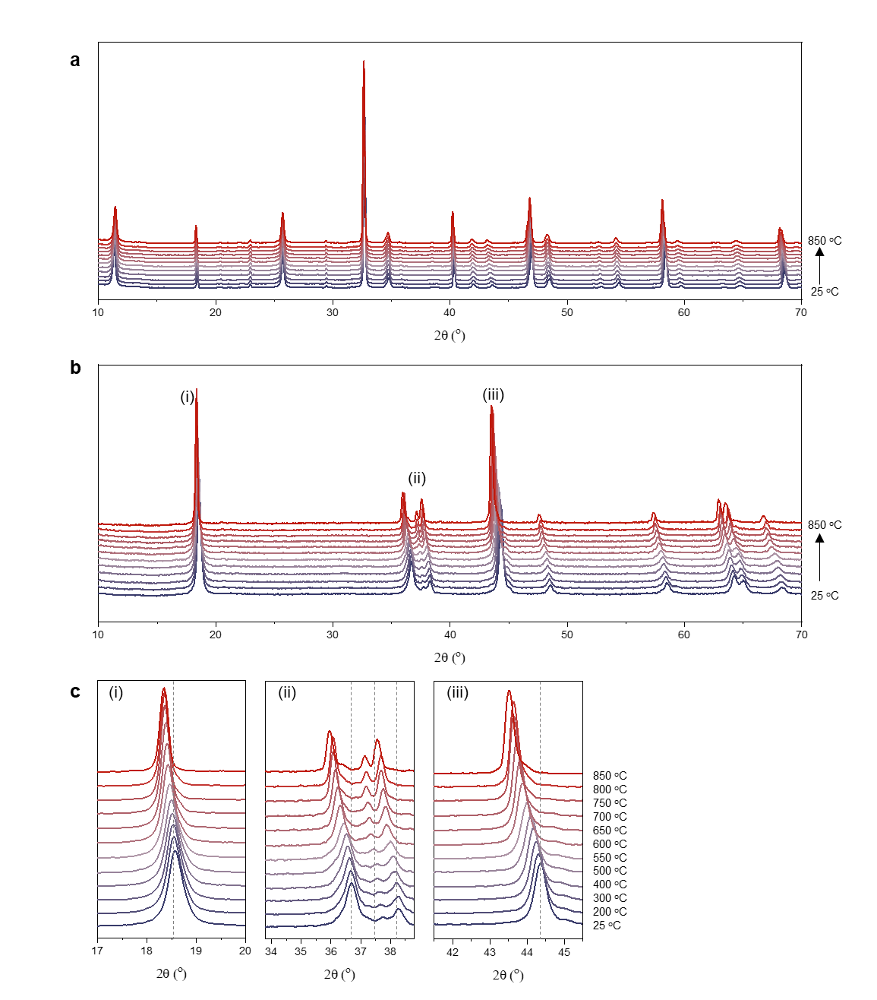 a
850 °C
25 °C
10 20 30 40 50 60 70
2θ (°)
b
(i)
(iii)
(ii)
850 °C
25 °C
10 20 30 40 50 60 70
2θ (°)
c
(i) (ii) (iii)
850 °C
800 °C
750 °C
700 °C
650 °C
600 °C
550 °C
500 °C
400 °C
300 °C
200 °C
25 °C
17 18 19 20 34 35 36 37 38 42 43 44 45
2θ (°) 2θ (°) 2θ (°)